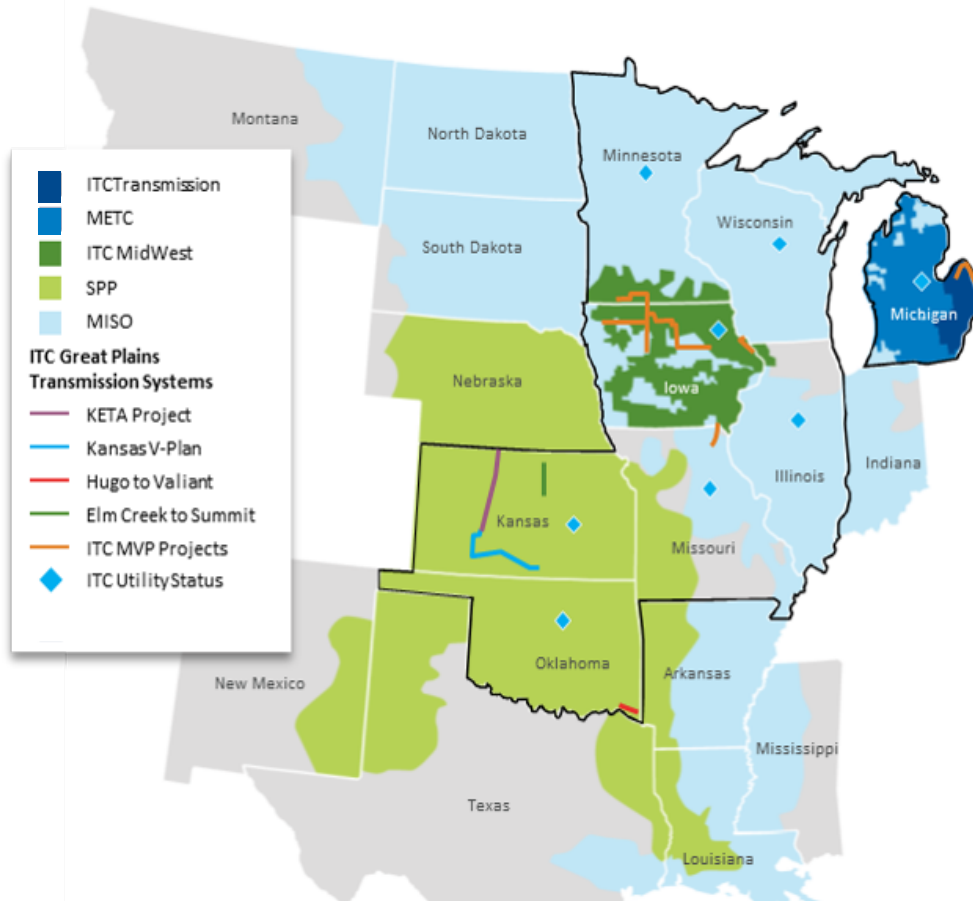 Montana
North Dakota
Minnesota
ITCTransmission
METC
ITC MidWest
SPP
MISO
ITC Great Plains
Transmission Systems
KETA Project
Kansas V-Plan
Hugo to Valiant
Elm Creek to Summit
ITC MVP Projects
ITC Utility Status
South Dakota
Wisconsin
Micbigan
Nebraska
Iowa
Illinois
Indiana
Kansas
Missouri
Oklahoma
Arkansas
New Mexico
Mississippi
Texas
Louisiana